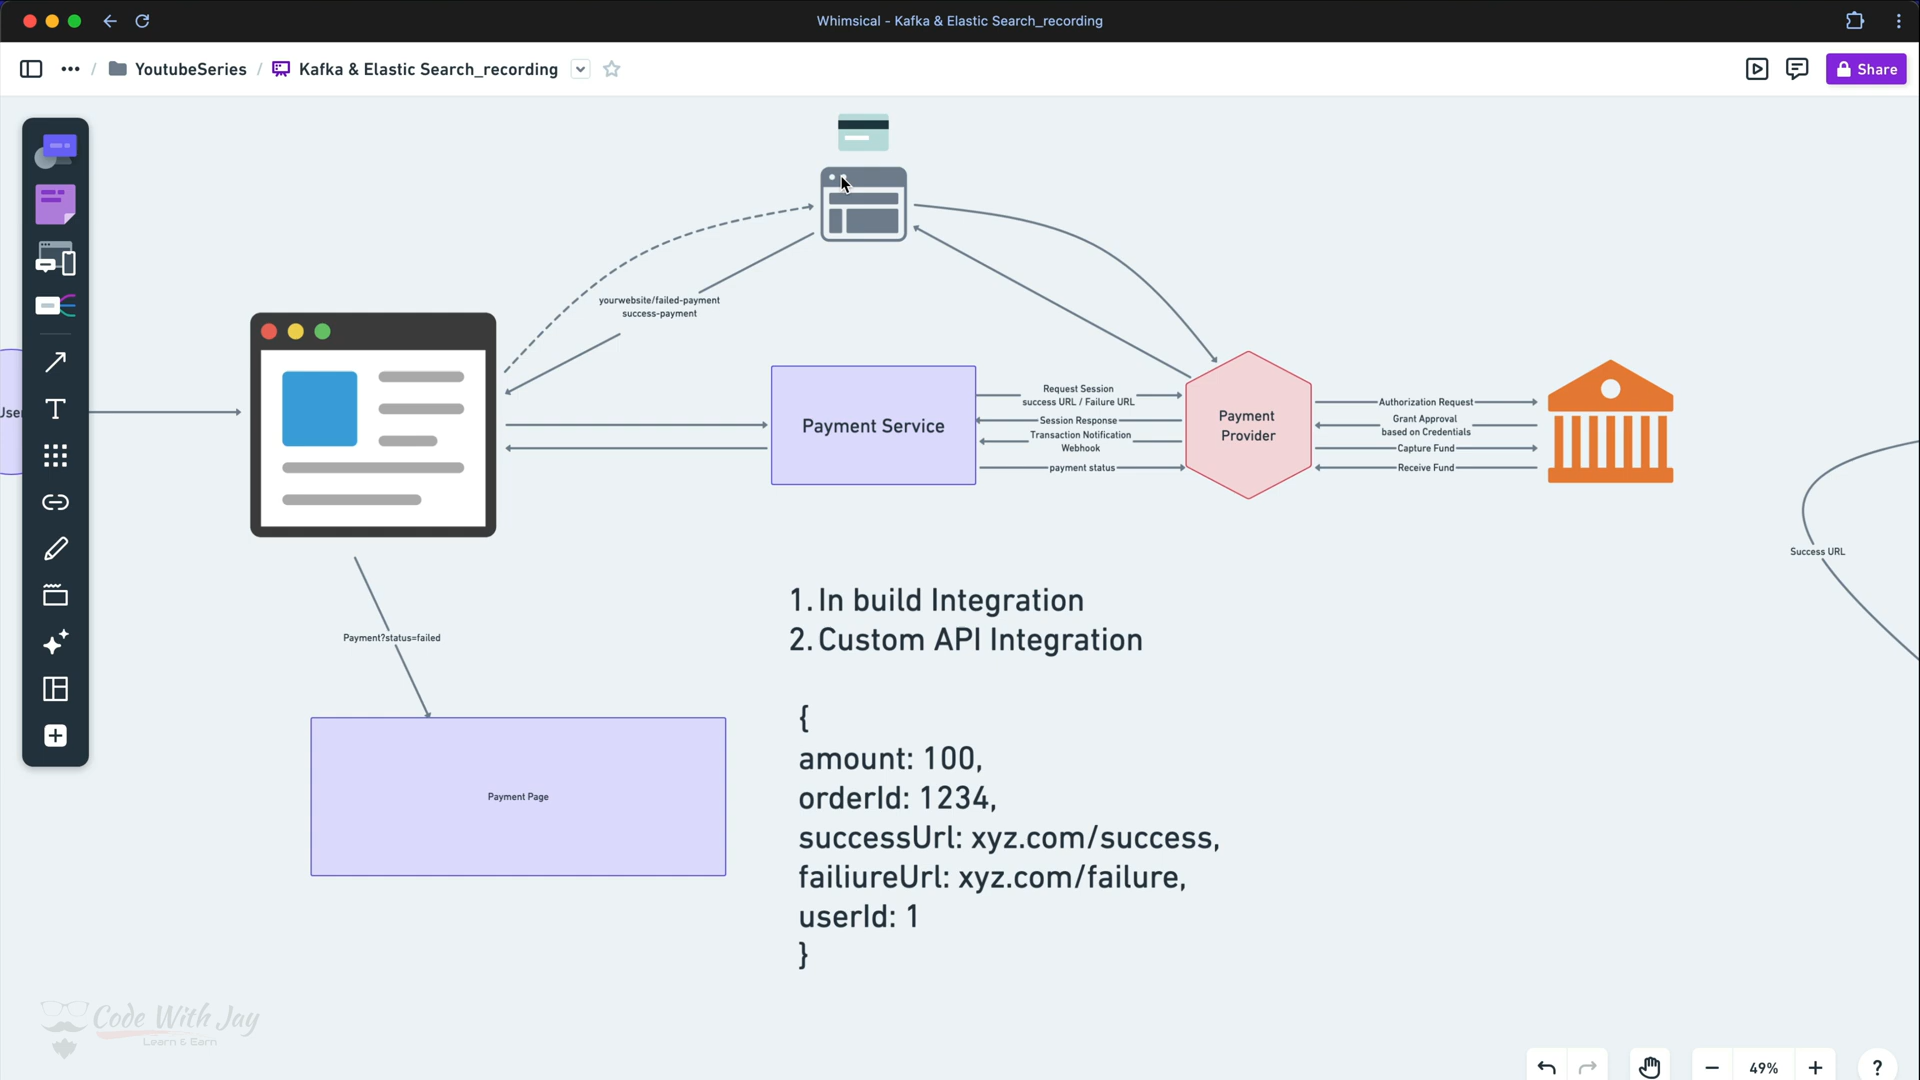 Whimsical - Kafka & Elastic Search_recording
/ YoutubeSeries / Kafka & Elastic Search_recording
Share
yourwebsite/failed-payment
success-payment
User
Payment Service
Request Session
success URL / Failure URL
Session Response
Transaction Notification
Webhook
payment status
Payment
Provider
Authorization Request
Grant Approval
based on Credentials
Capture Fund
Receive Fund
Success URL
Payment?status=failed
Payment Page
1. In build Integration
2. Custom API Integration
{
amount: 100,
orderId: 1234,
successUrl: xyz.com/success,
failiureUrl: xyz.com/failure,
userId: 1
}
Code With Jay
Learn & Earn
49%
?